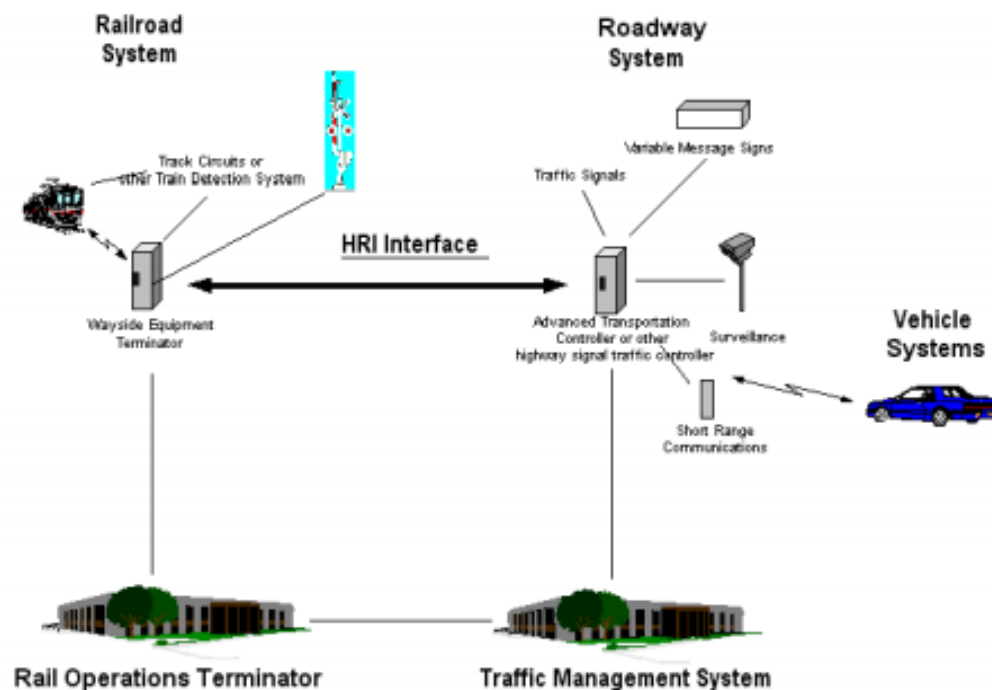 Railroad
System
Roadway
System
Variable Message Signs
Track Circuits or
other Train Detection System
Traffic Signals
HRI Interface
Wayside Equipment
Terminator
Advanced Transportation
Controller or other
highway signal traffic controller
Surveillance
Vehicle
Systems
Short Range
Communications
Rail Operations Terminator
Traffic Management System